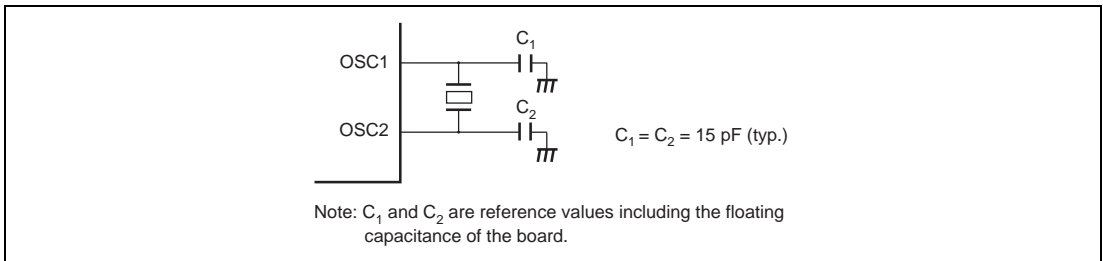 C₁
OSC1
C₂
OSC2
C₁ = C₂ = 15 pF (typ.)
Note: C₁ and C₂ are reference values including the floating
capacitance of the board.